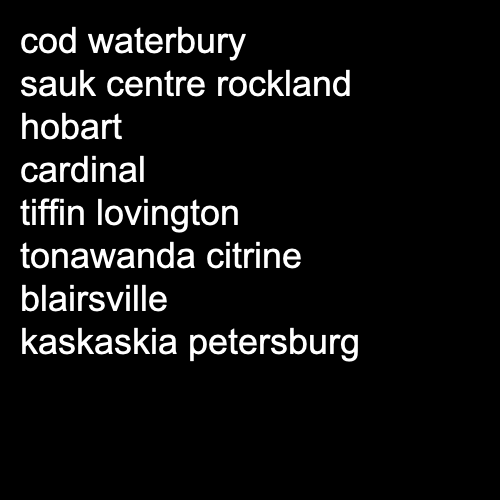 cod waterbury
sauk centre rockland
hobart
cardinal
tiffin lovington
tonawanda citrine
blairsville
kaskaskia petersburg